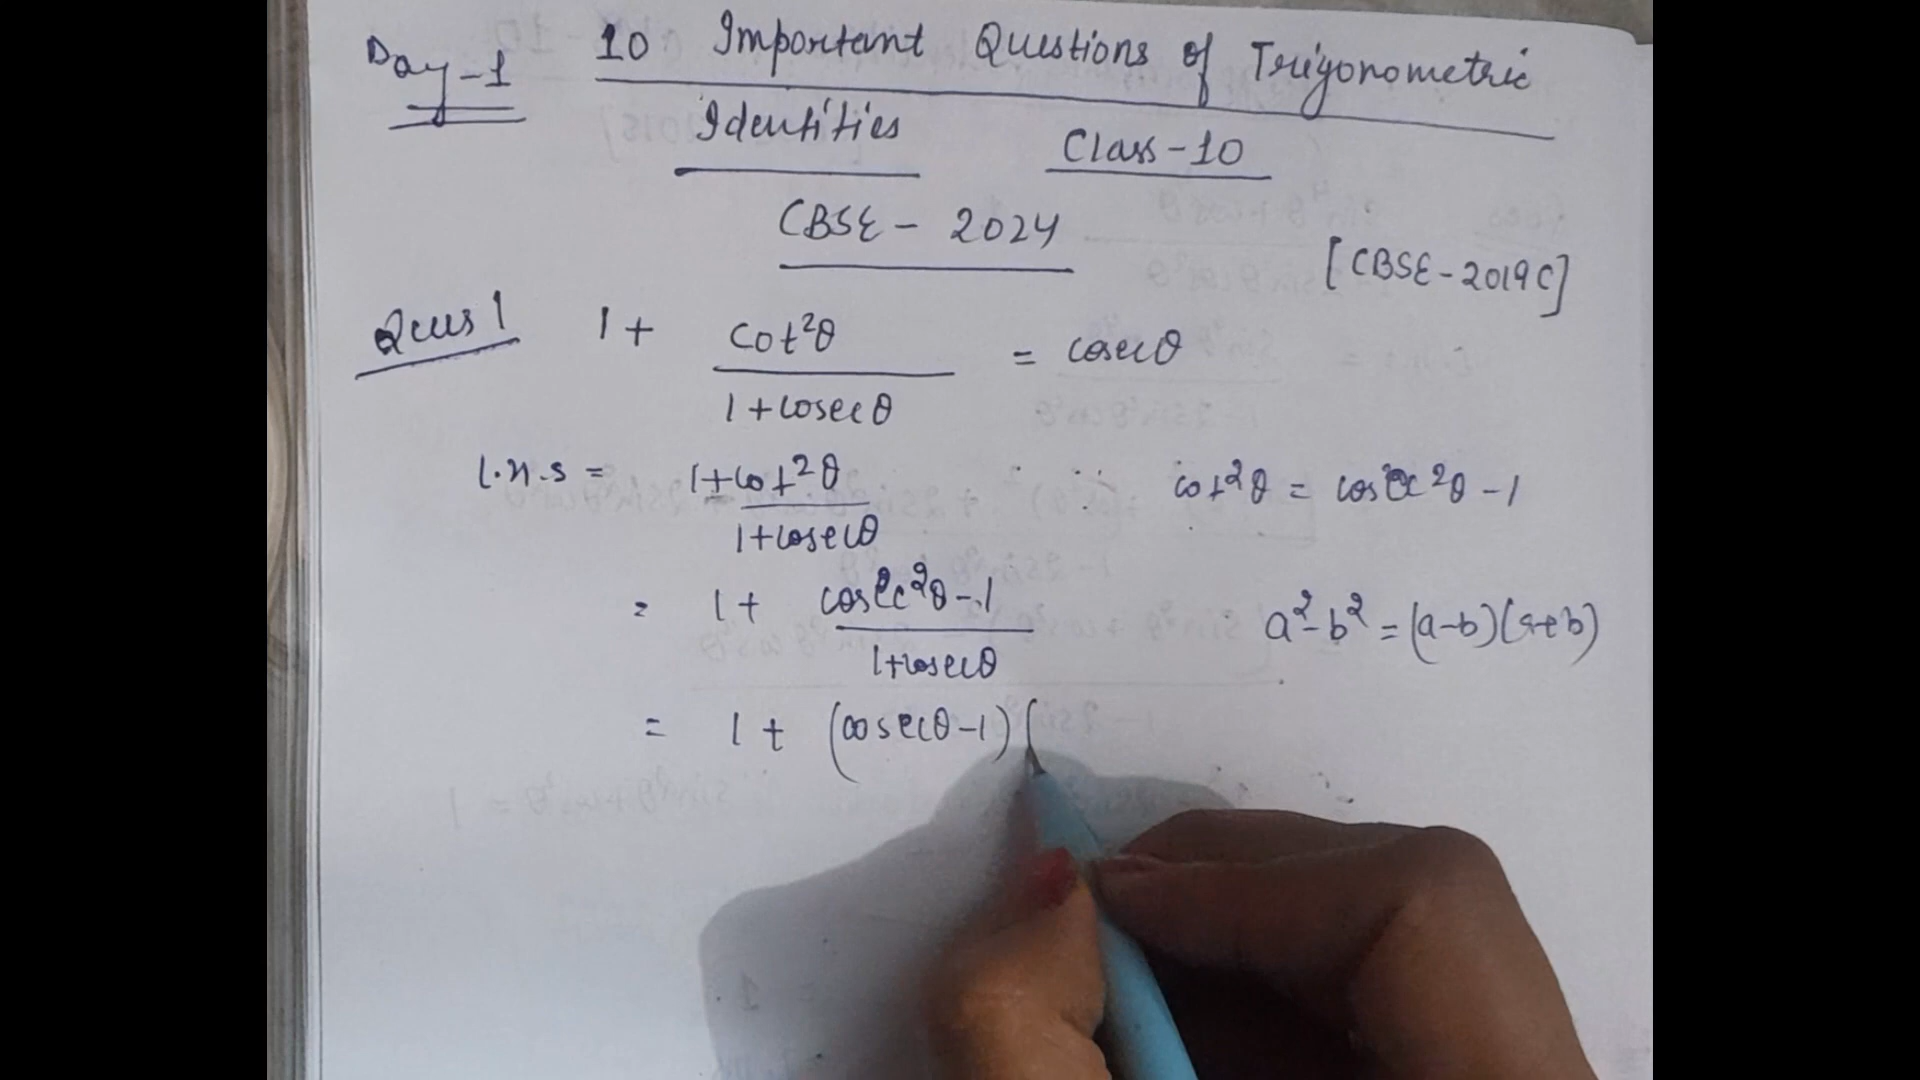 Day-1 10 Important Questions of Trigonometric
Identities Class-10
CBSE - 2024
[CBSE-2019C]
Ques 1 1 + cot²θ / 1+cosecθ = cosecθ
L.H.S = 1+cot²θ / 1+cosecθ ∵ cot²θ = cosec²θ - 1
= 1 + cosec²θ-1 / 1+cosecθ a²-b² = (a-b)(a+b)
= 1 + (cosecθ-1)(